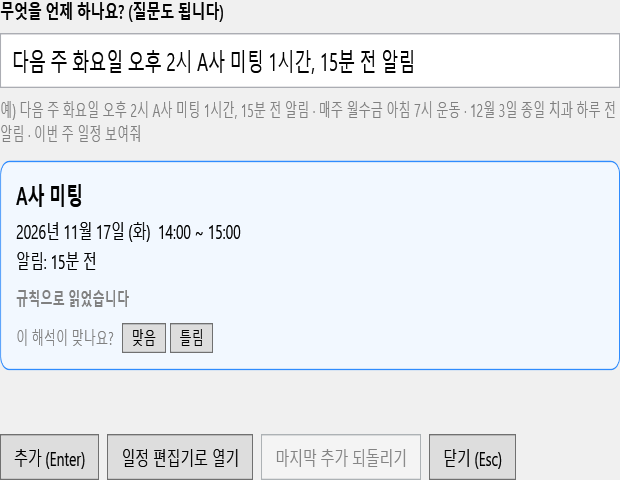 무엇을 언제 하나요? (질문도 됩니다)
다음 주 화요일 오후 2시 A사 미팅 1시간, 15분 전 알림
예) 다음 주 화요일 오후 2시 A사 미팅 1시간, 15분 전 알림 · 매주 월수금 아침 7시 운동 · 12월 3일 종일 치과 하루 전
알림 · 이번 주 일정 보여줘
A사 미팅
2026년 11월 17일 (화)  14:00 ~ 15:00
알림: 15분 전
규칙으로 읽었습니다
이 해석이 맞나요? 맞음 틀림
추가 (Enter) 일정 편집기로 열기 마지막 추가 되돌리기 닫기 (Esc)